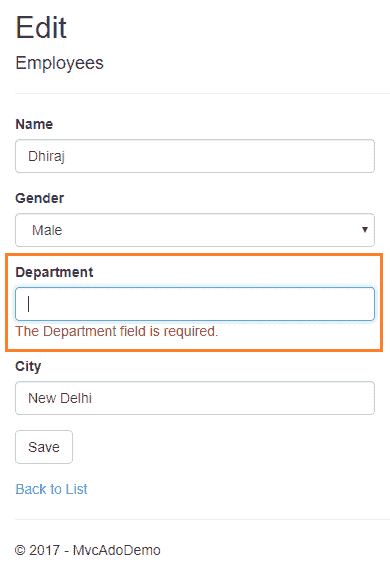 Edit
Employees
Name
Dhiraj
Gender
Male
Department
The Department field is required.
City
New Delhi
Save
Back to List
© 2017 - MvcAdoDemo